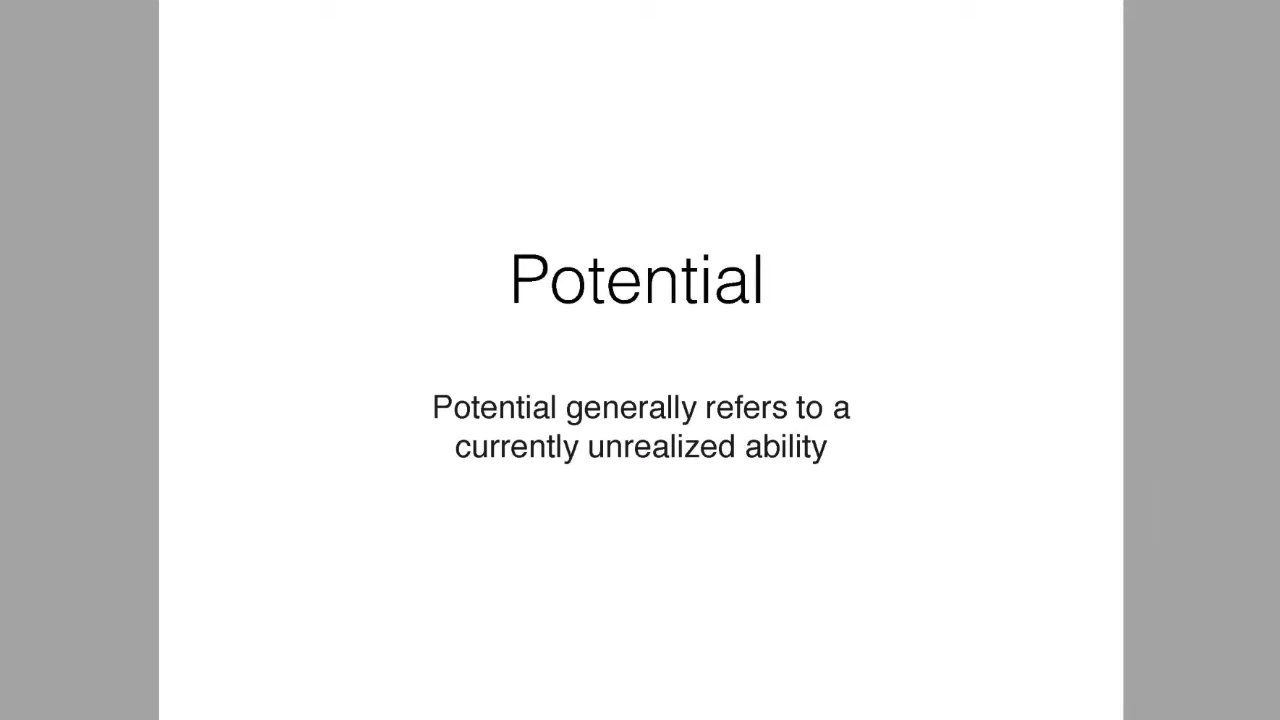 Potential
Potential generally refers to a
currently unrealized ability